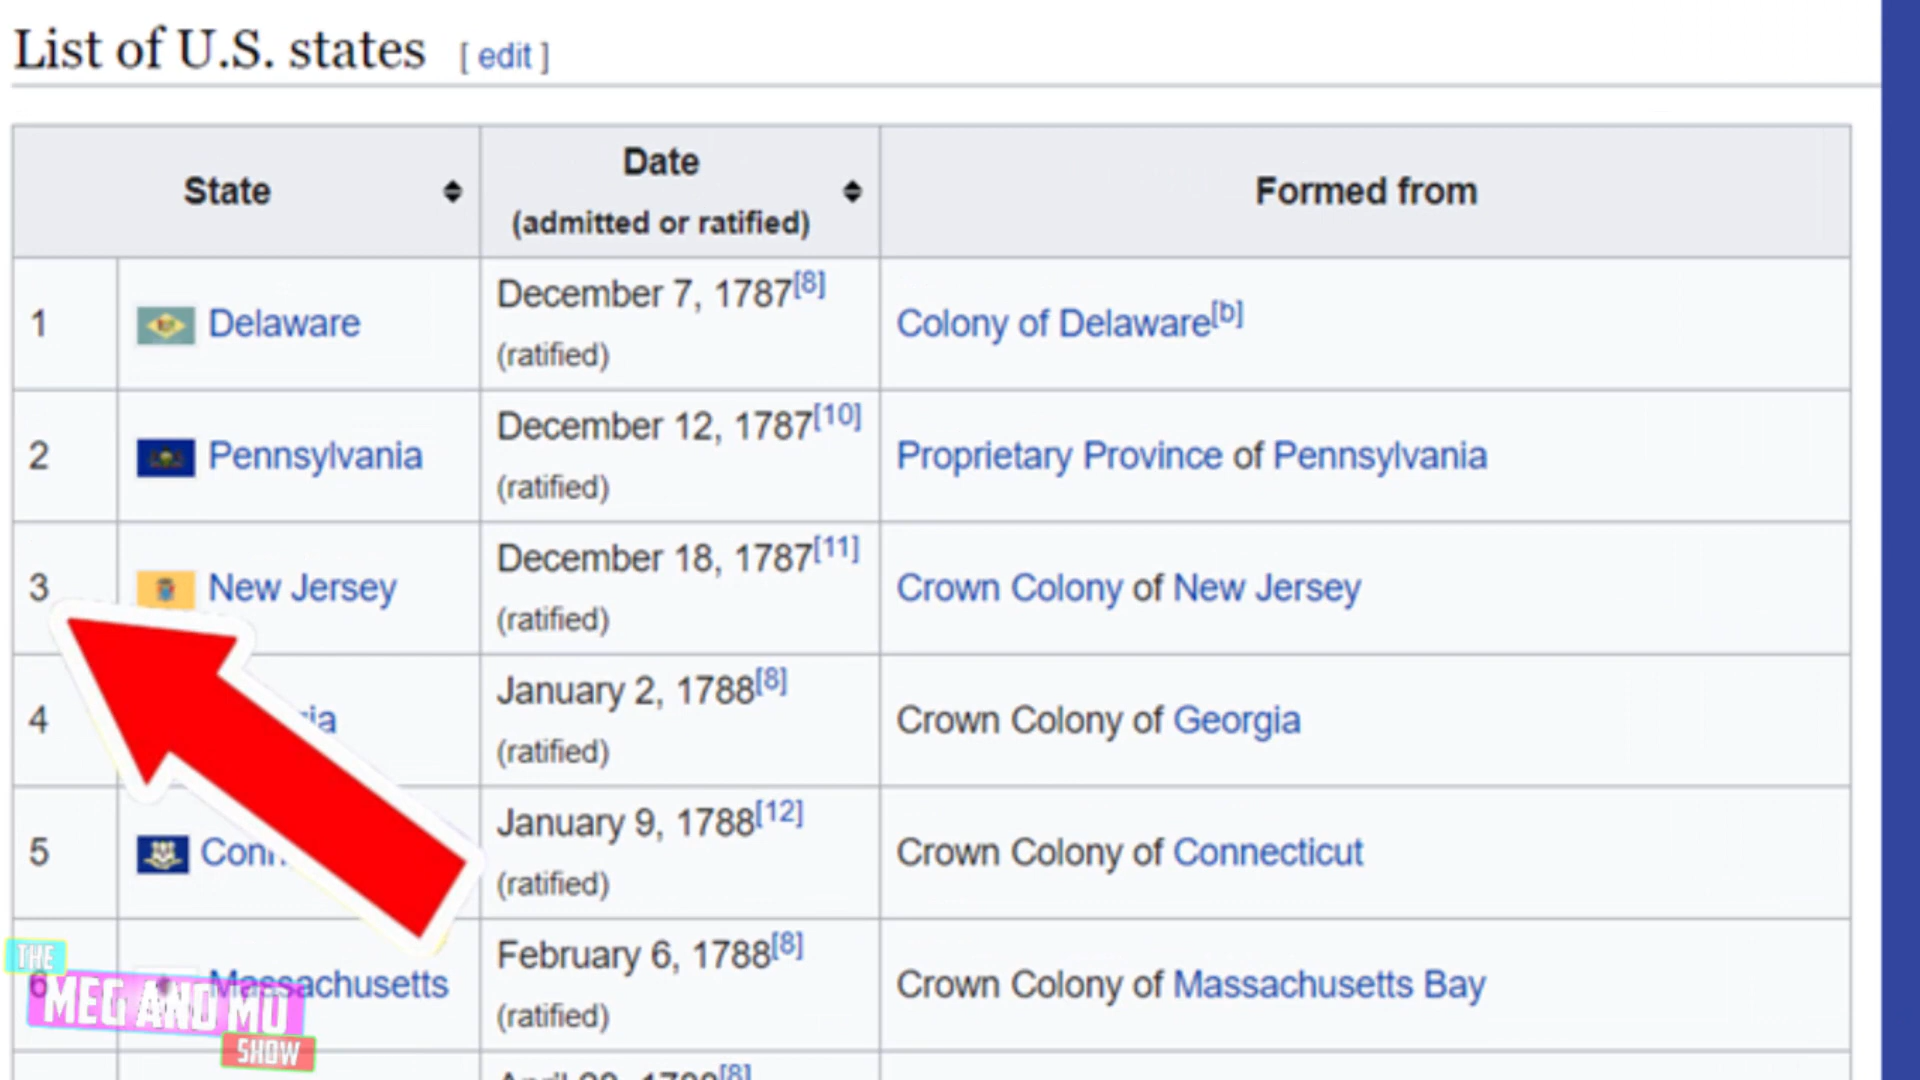 List of U.S. states [ edit ]
State
Date
(admitted or ratified)
Formed from
1 Delaware December 7, 1787[8] (ratified) Colony of Delaware[b]
2 Pennsylvania December 12, 1787[10] (ratified) Proprietary Province of Pennsylvania
3 New Jersey December 18, 1787[11] (ratified) Crown Colony of New Jersey
4 January 2, 1788[8] (ratified) Crown Colony of Georgia
5 January 9, 1788[12] (ratified) Crown Colony of Connecticut
6 Massachusetts February 6, 1788[8] (ratified) Crown Colony of Massachusetts Bay
THE
MEG AND MU
SHOW